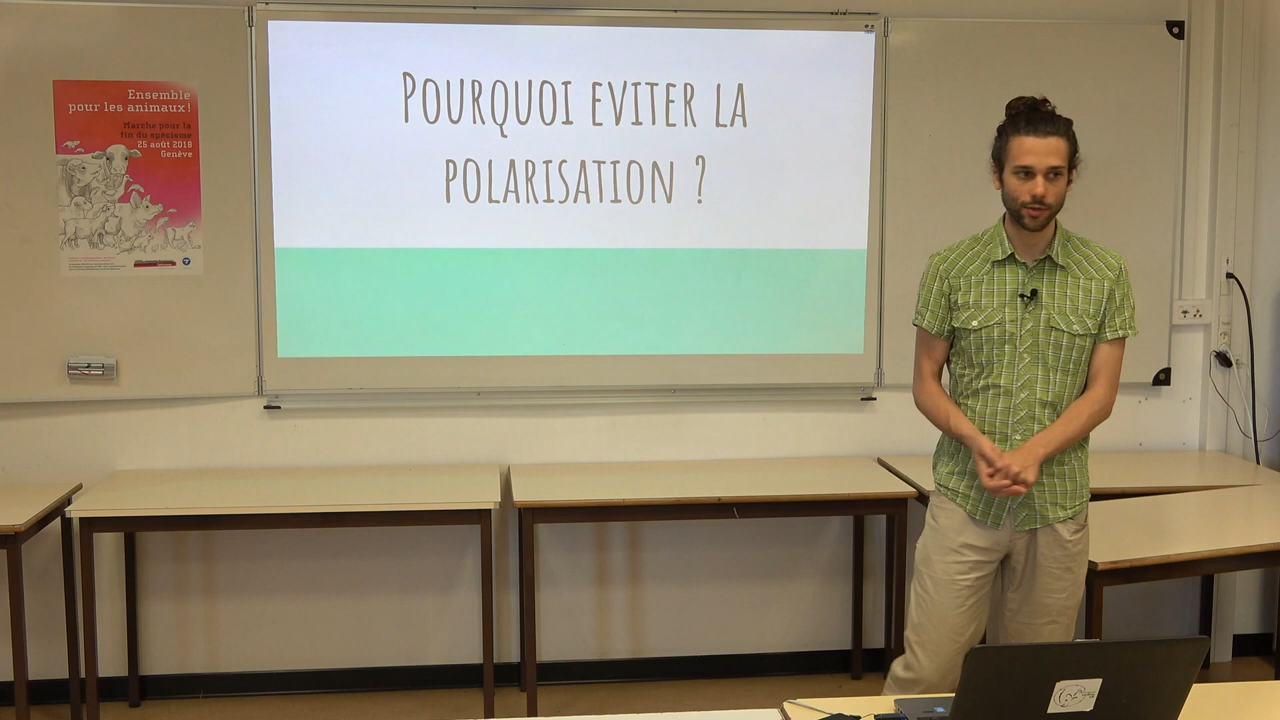 Ensemble
pour les animaux!
Marche pour la
fin du spécisme
25 août 2018
Genève
POURQUOI EVITER LA
POLARISATION ?